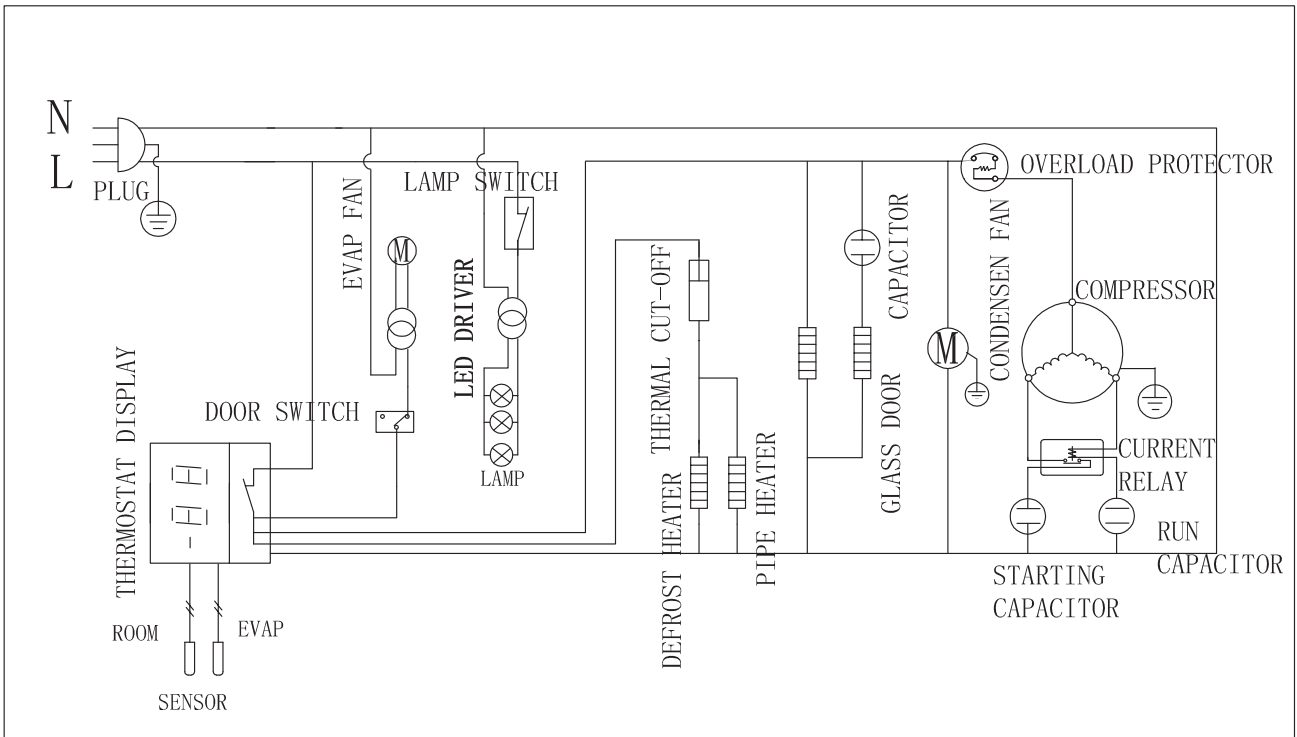 N
L
PLUG
EVAP FAN
M
LAMP SWITCH
LED DRIVER
LAMP
DOOR SWITCH
THERMOSTAT DISPLAY
ROOM
EVAP
SENSOR
THERMAL CUT-OFF
DEFROST HEATER
PIPE HEATER
CAPACITOR
GLASS DOOR
M
CONDENSEN FAN
OVERLOAD PROTECTOR
COMPRESSOR
CURRENT
RELAY
STARTING
CAPACITOR
RUN
CAPACITOR